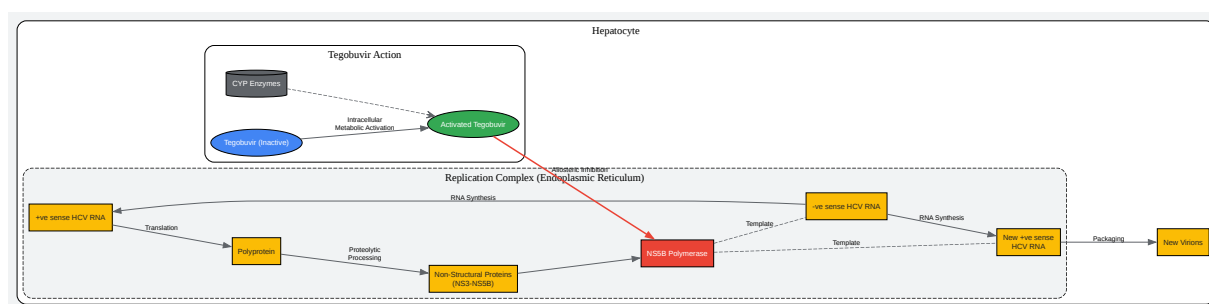 Hepatocyte
Tegobuvir Action
CYP Enzymes
Intracellular
Metabolic Activation
Activated Tegobuvir
Tegobuvir (Inactive)
Allosteric Inhibition
Replication Complex (Endoplasmic Reticulum)
RNA Synthesis
-ve sense HCV RNA
+ve sense HCV RNA
RNA Synthesis
Template
Translation
New +ve sense
HCV RNA
Packaging
New Virions
Polyprotein
Proteolytic
Processing
NS5B Polymerase
Template
Non-Structural Proteins
(NS3-NS5B)